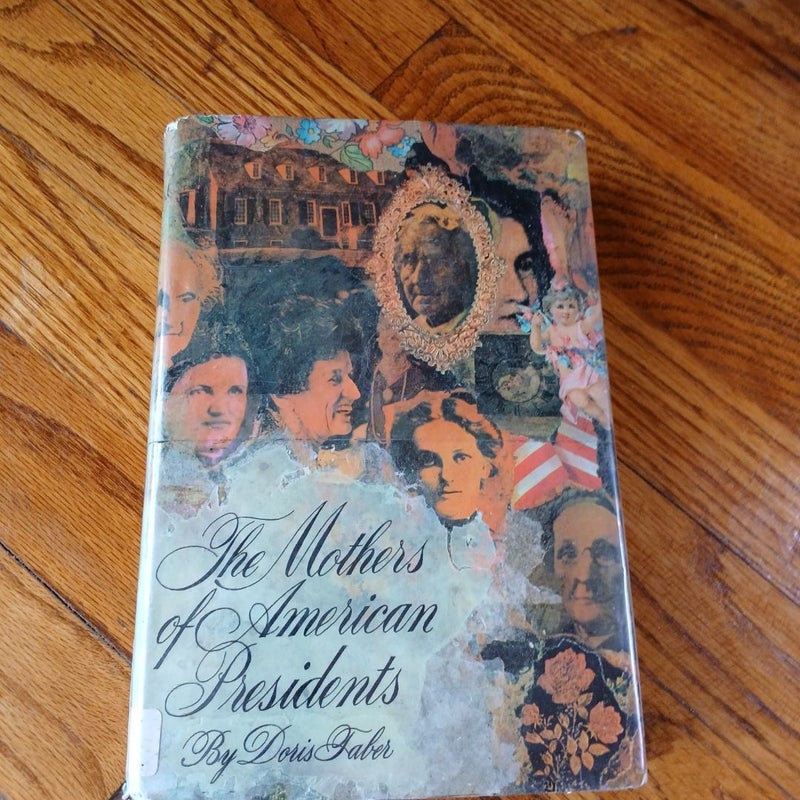 The Mothers
of American
Presidents
By Doris Faber